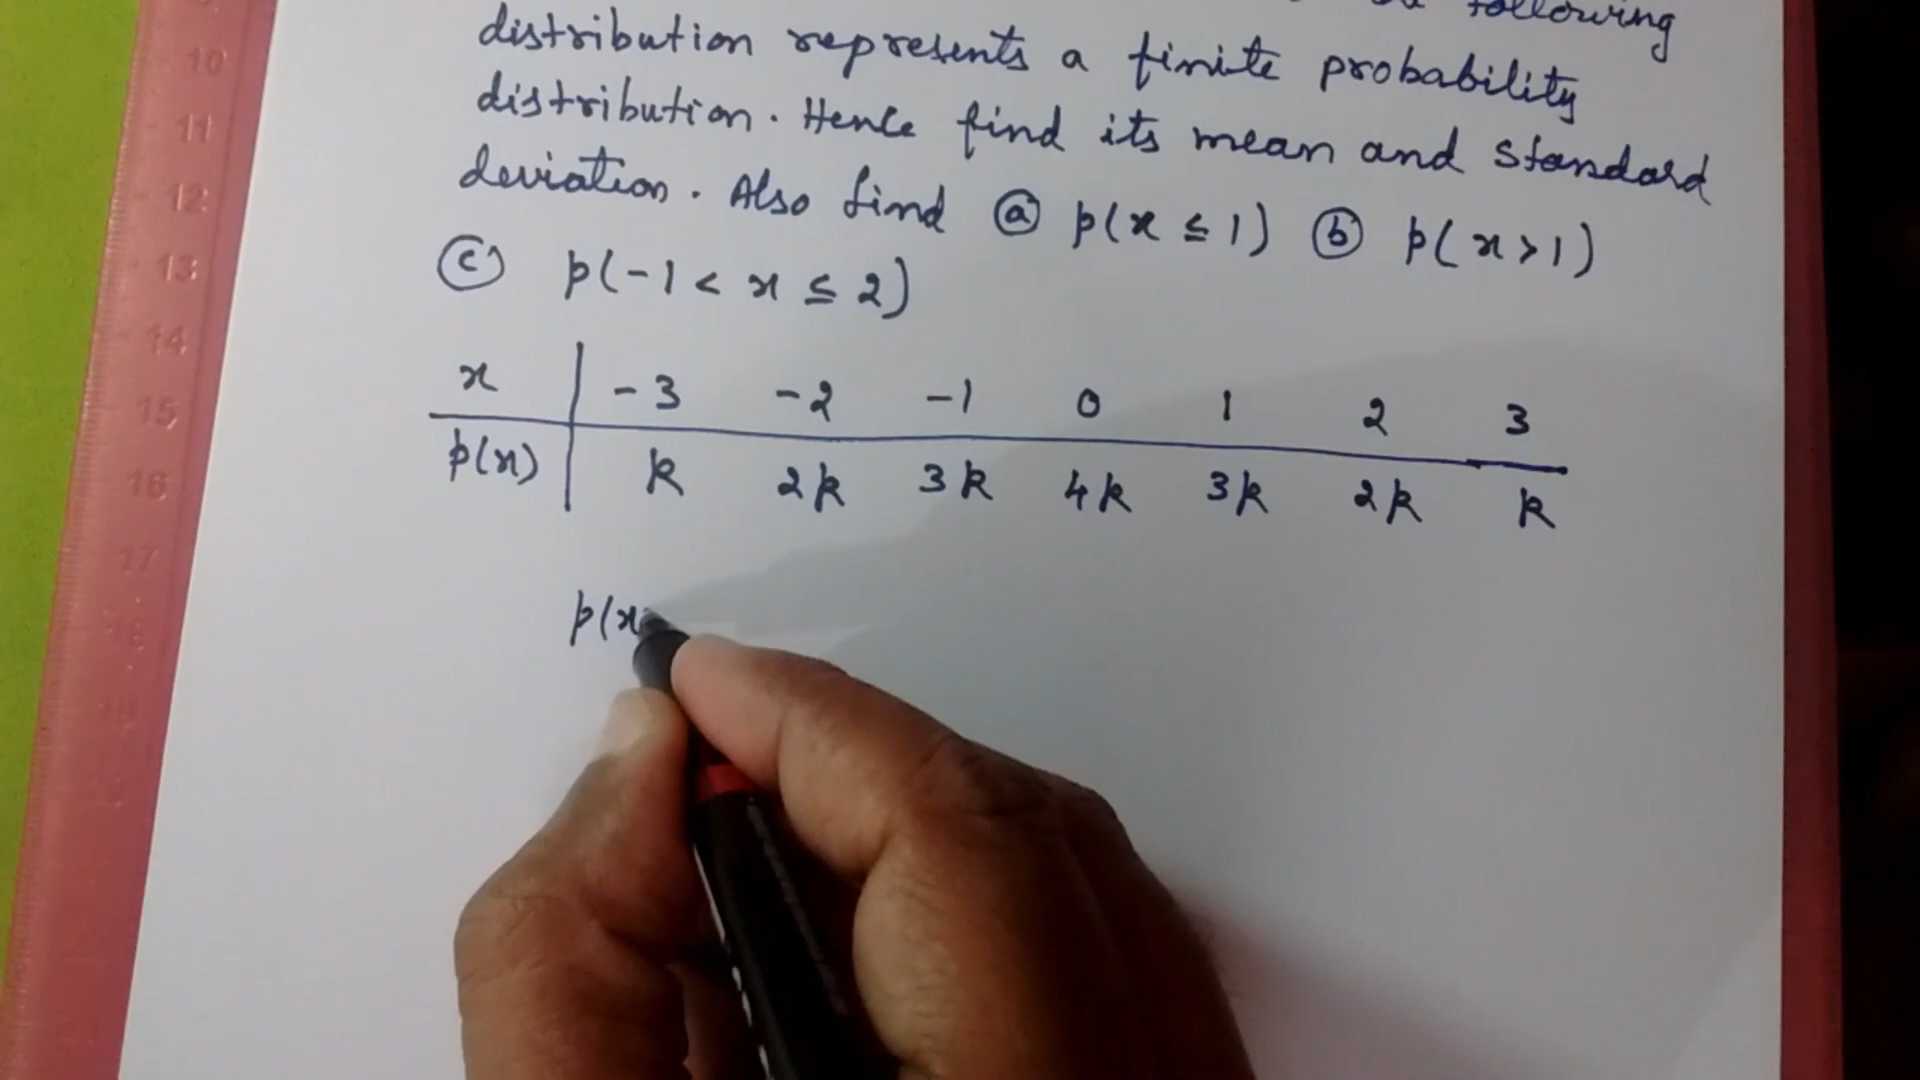 following
distribution represents a finite probability
distribution. Hence find its mean and standard
deviation. Also find ⓐ p(x ≤ 1) ⓑ p(x > 1)
ⓒ p(-1 < x ≤ 2)
x -3 -2 -1 0 1 2 3
p(x) k 2k 3k 4k 3k 2k k
p(x
10
11
12
13
14
15
16
17
18